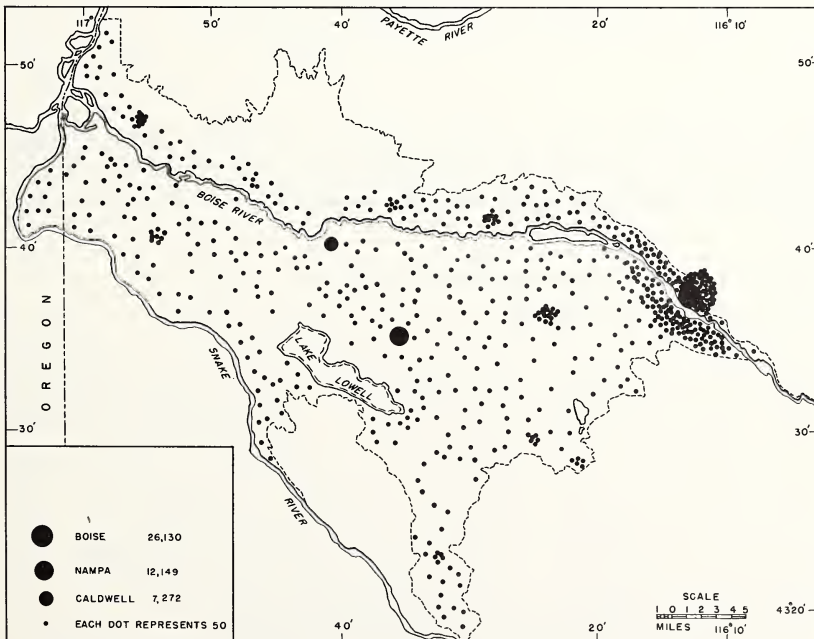 117° 50' 40' 20' 116° 10'
PAYETTE
RIVER
50' 50'
BOISE RIVER
40' 40'
OREGON
SNAKE
LAKE
LOWELL
30' 30'
RIVER
BOISE 26,130
NAMPA 12,149
CALDWELL 7,272
EACH DOT REPRESENTS 50
SCALE
1 0 1 2 3 4 5
MILES
43°20'
40' 20' 116°10'